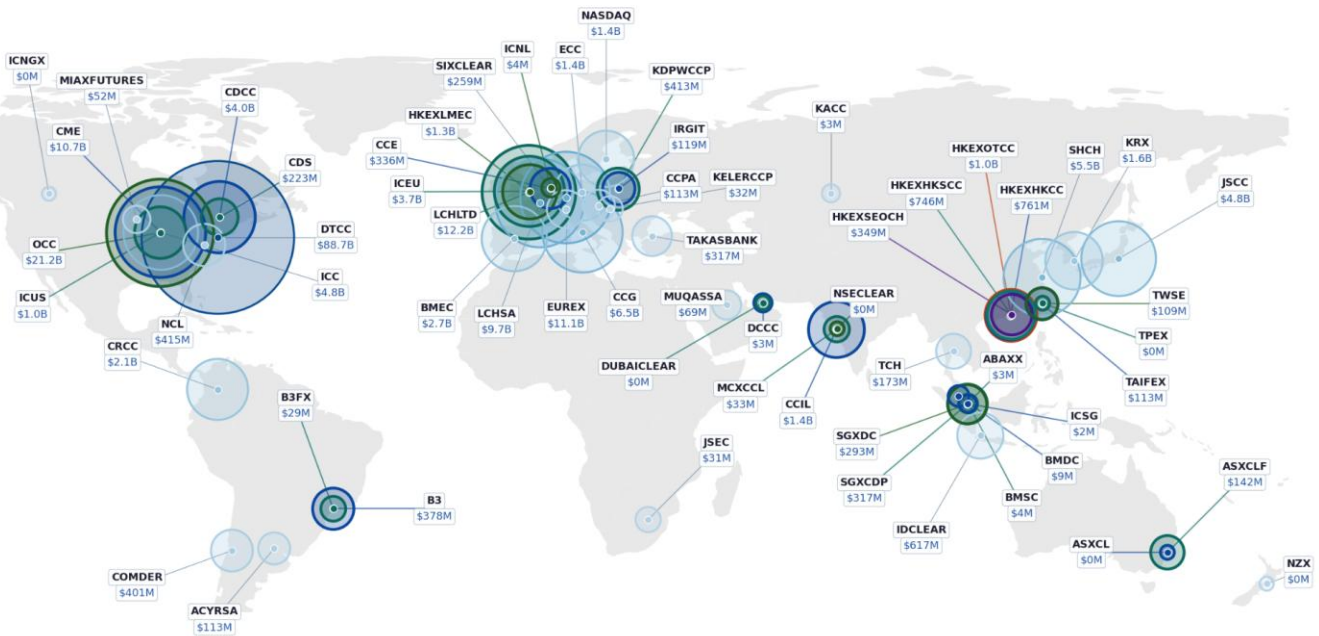 NASDAQ
$1.4B
ICNL
$4M
ECC
$1.4B
ICNGX
$0M
SIXCLEAR
$259M
KDPWCCP
$413M
MIAXFUTURES
$52M
CDCC
$4.0B
KACC
$3M
HKEXLMEC
$1.3B
IRGIT
$119M
CME
$10.7B
CCE
$336M
HKEXOTCC
$1.0B
SHCH
$5.5B
KRX
$1.6B
CDS
$223M
ICEU
$3.7B
CCPA
$113M
KELERCCP
$32M
HKEXHKSCC
$746M
HKEXHKCC
$761M
JSCC
$4.8B
LCHLTD
$12.2B
HKEXSEOCH
$349M
DTCC
$88.7B
OCC
$21.2B
TAKASBANK
$317M
ICC
$4.8B
ICUS
$1.0B
BMEC
$2.7B
LCHSA
$9.7B
EUREX
$11.1B
CCG
$6.5B
MUQASSA
$69M
NSECLEAR
$0M
TWSE
$109M
NCL
$415M
DCCC
$3M
TPEX
$0M
CRCC
$2.1B
DUBAICLEAR
$0M
TCH
$173M
ABAXX
$3M
MCXCCL
$33M
TAIFEX
$113M
B3FX
$29M
CCIL
$1.4B
ICSG
$2M
SGXDC
$293M
JSEC
$31M
BMDC
$9M
ASXCLF
$142M
SGXCDP
$317M
B3
$378M
BMSC
$4M
IDCLEAR
$617M
ASXCL
$0M
NZX
$0M
COMDER
$401M
ACYRSA
$113M